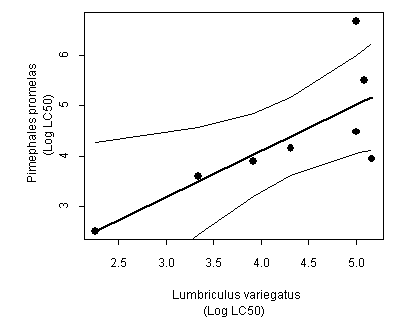 Pimephales promelas
(Log LC50)
6
5
4
3
2.5 3.0 3.5 4.0 4.5 5.0
Lumbriculus variegatus
(Log LC50)